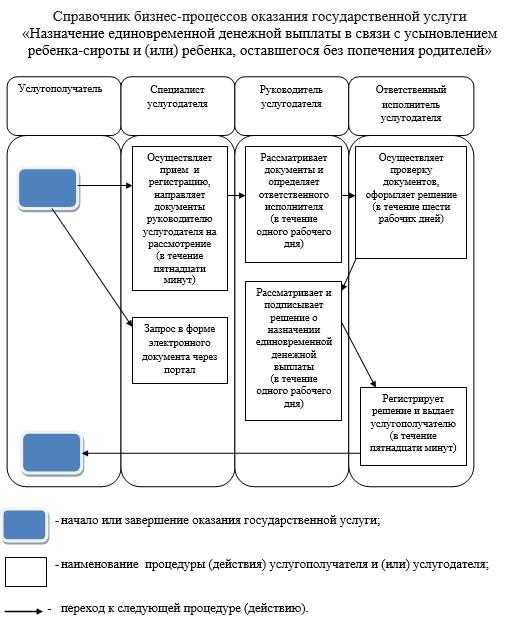 Справочник бизнес-процессов оказания государственной услуги
«Назначение единовременной денежной выплаты в связи с усыновлением
ребенка-сироты и (или) ребенка, оставшегося без попечения родителей»
Услугополучатель
Специалист
услугодателя
Руководитель
услугодателя
Ответственный
исполнитель
услугодателя
Осуществляет
прием и
регистрацию,
направляет
документы
руководителю
услугодателя на
рассмотрение
(в течение
пятнадцати
минут)
Рассматривает
документы и
определяет
ответственного
исполнителя
(в течение
одного рабочего
дня)
Осуществляет
проверку
документов,
оформляет решение
(в течение шести
рабочих дней)
Запрос в форме
электронного
документа через
портал
Рассматривает и
подписывает
решение о
назначении
единовременной
денежной
выплаты
(в течение
одного рабочего
дня)
Регистрирует
решение и выдает
услугополучателю
(в течение
пятнадцати минут)
- начало или завершение оказания государственной услуги;
- наименование процедуры (действия) услугополучателя и (или) услугодателя;
- переход к следующей процедуре (действию).